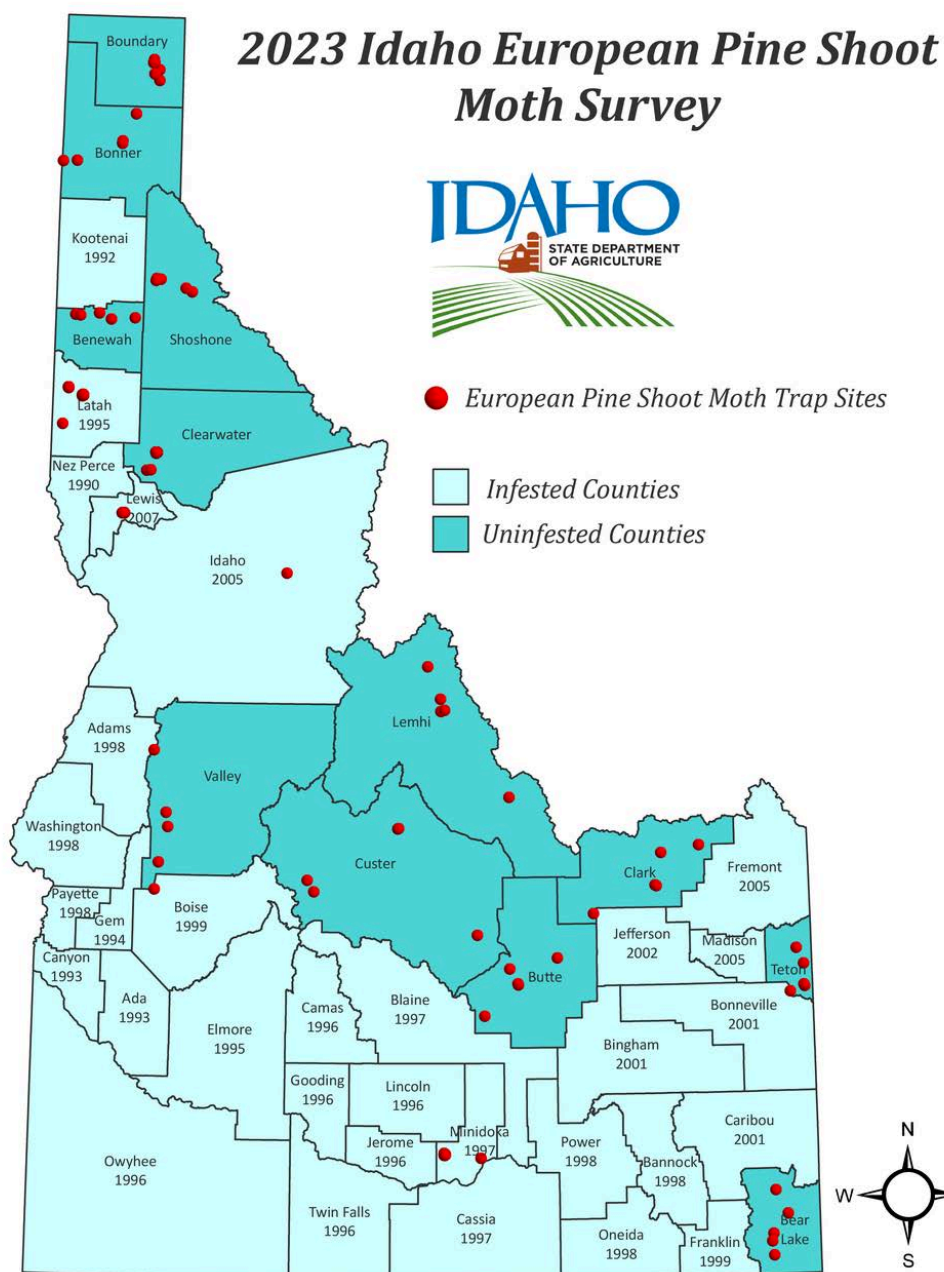 2023 Idaho European Pine Shoot
Moth Survey
IDAHO
STATE DEPARTMENT
OF AGRICULTURE
European Pine Shoot Moth Trap Sites
Infested Counties
Uninfested Counties
Boundary
Bonner
Kootenai
1992
Benewah
Shoshone
Latah
1995
Clearwater
Nez Perce
1990
Lewis
2007
Idaho
2005
Lemhi
Adams
1998
Valley
Washington
1998
Custer
Clark
Fremont
2005
Payette
1998
Gem
1994
Boise
1999
Jefferson
2002
Madison
2005
Teton
Canyon
1993
Ada
1993
Elmore
1995
Camas
1996
Blaine
1997
Butte
Bonneville
2001
Bingham
2001
Gooding
1996
Lincoln
1996
Minidoka
1997
Jerome
1996
Power
1998
Bannock
1998
Caribou
2001
Owyhee
1996
Twin Falls
1996
Cassia
1997
Oneida
1998
Franklin
1999
Bear
Lake
N
W
S